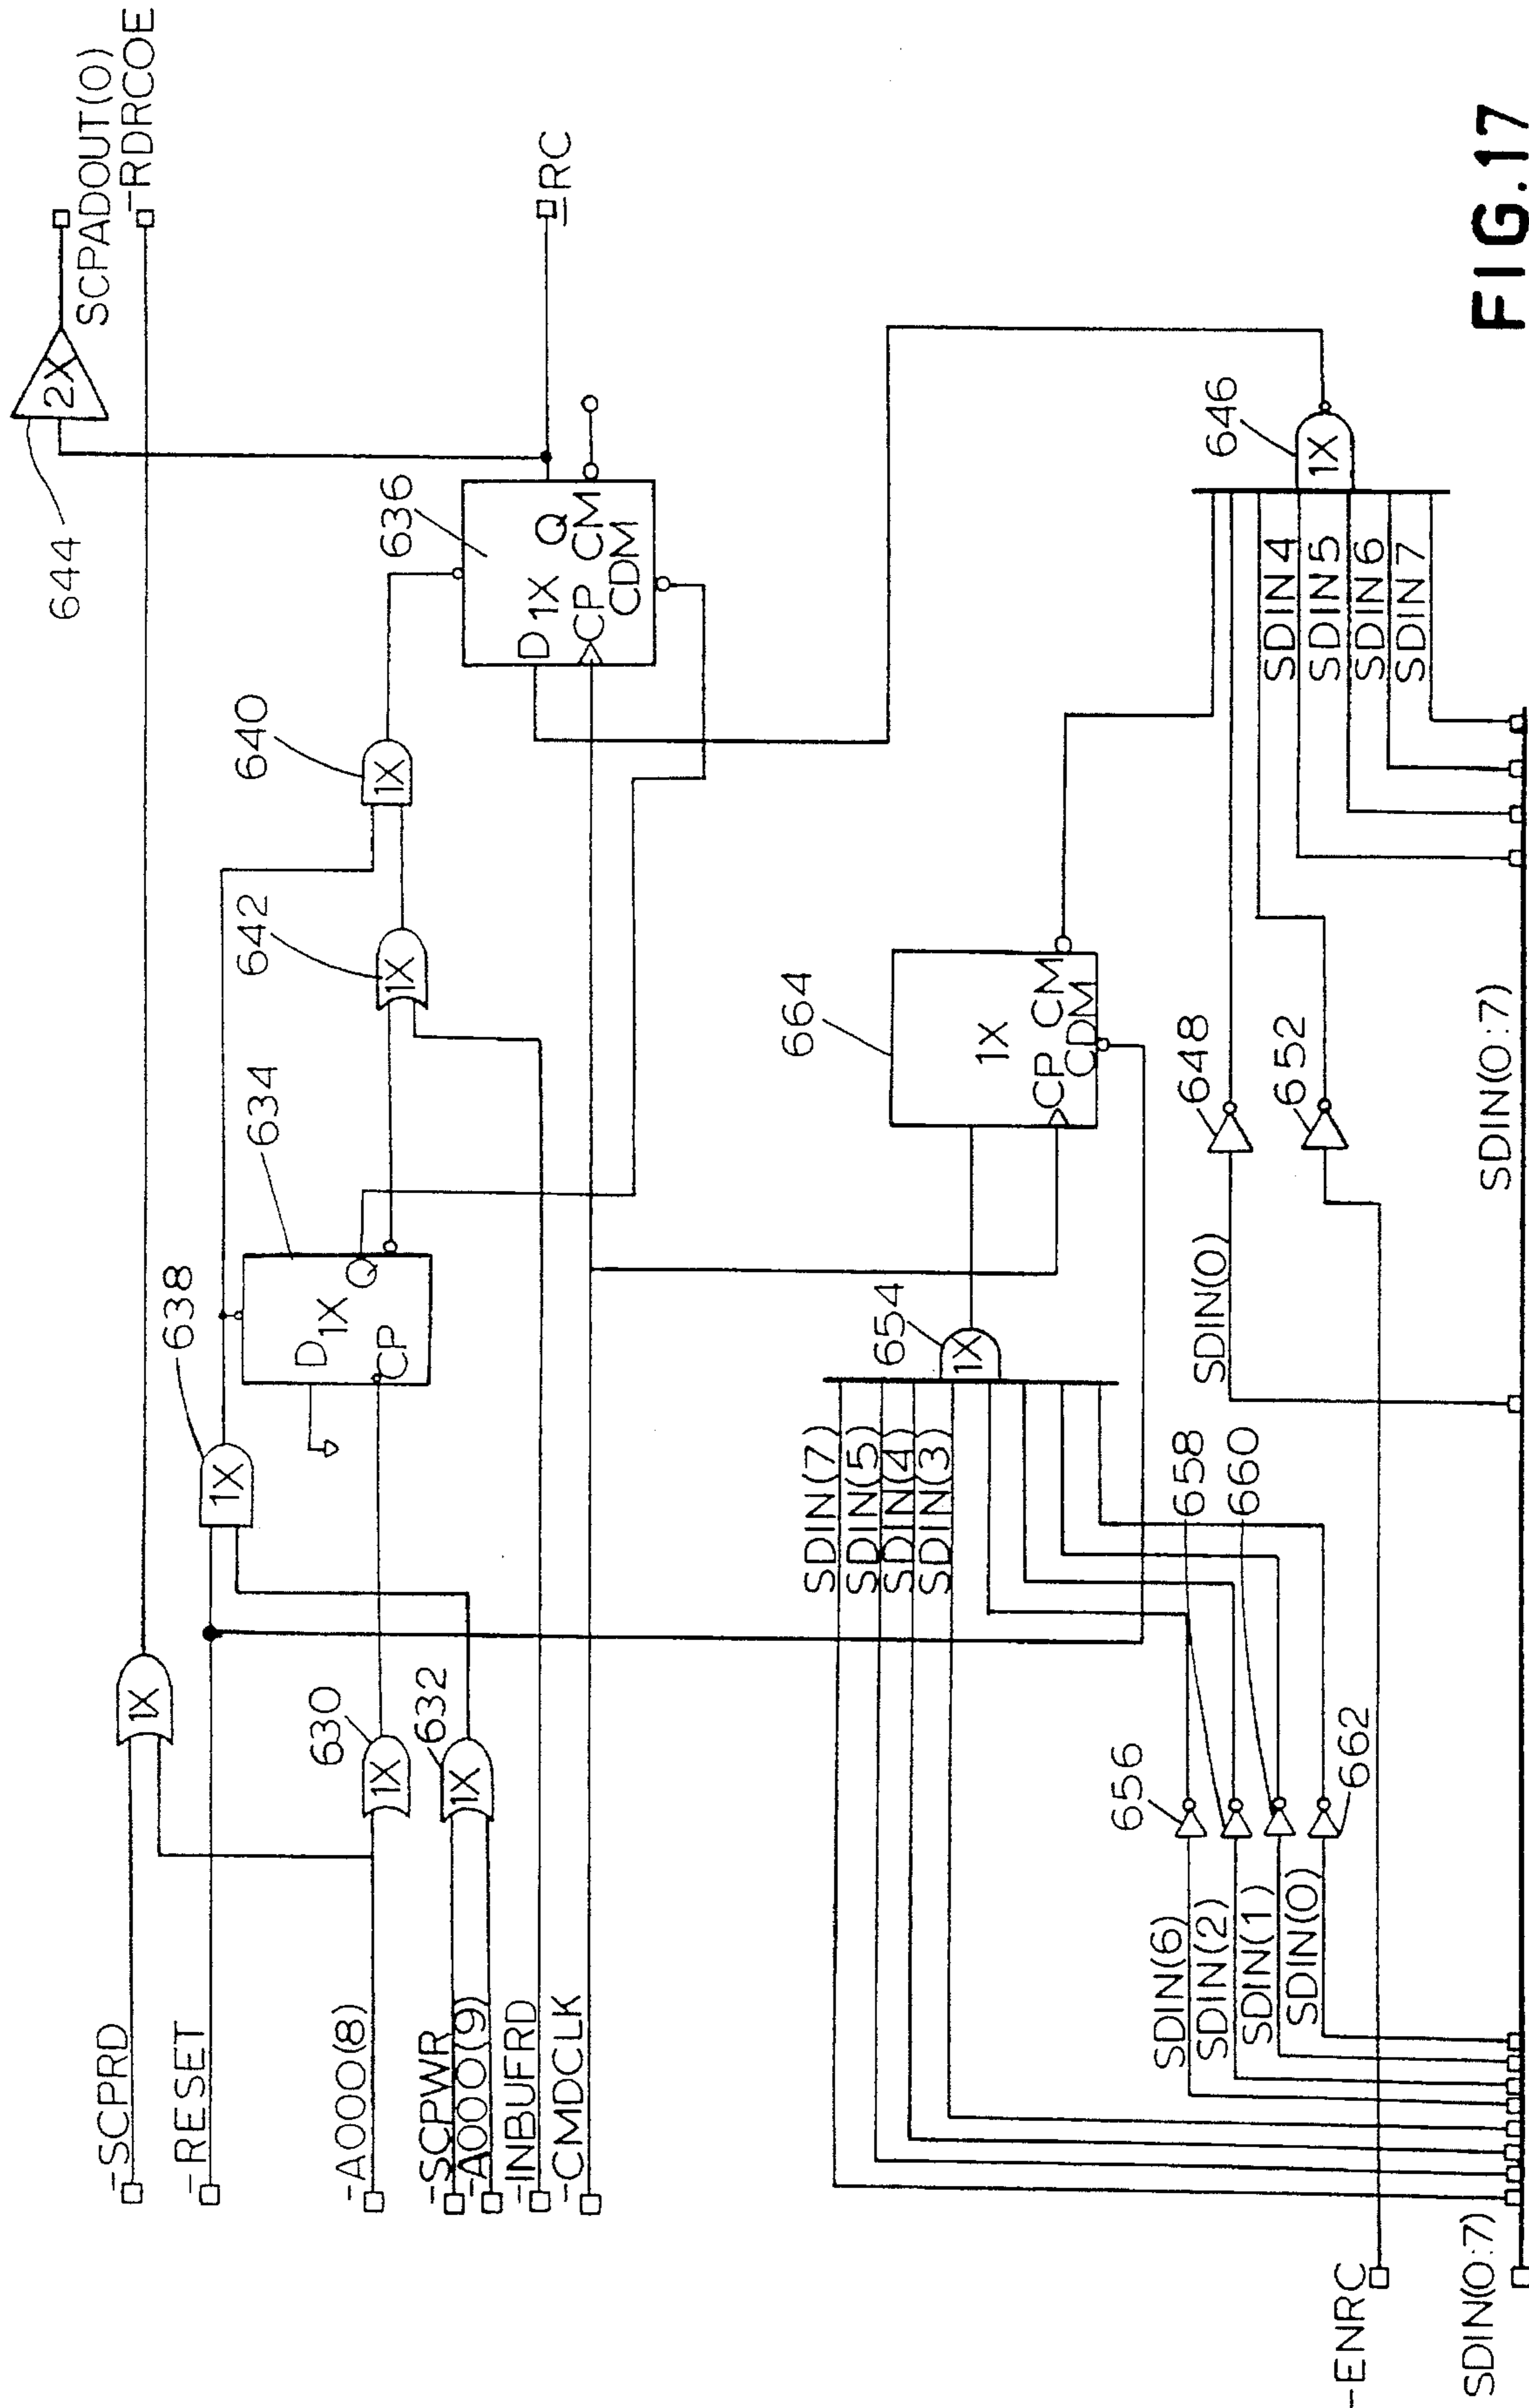 -SCPRD
-RESET
-A000(8)
-SCPWR
-A000(9)
-INBUFRD
-CMDCLK
1X
630
1X
632
1X
638
1X
634
D
1X
Q
CP
642
1X
640
1X
636
D
1X
Q
CP
CM
CDM
644
2X
SCPADOUT(0)
-RDRCOE
-RC
SDIN(7)
SDIN(5)
SDIN(4)
SDIN(3)
654
1X
664
1X
CP
CM
CDM
SDIN(6)
SDIN(2)
SDIN(1)
SDIN(0)
656
658
660
662
SDIN(0)
648
652
SDIN4
SDIN5
SDIN6
SDIN7
646
1X
-ENRC
SDIN(0:7)
SDIN(0:7)
FIG.17